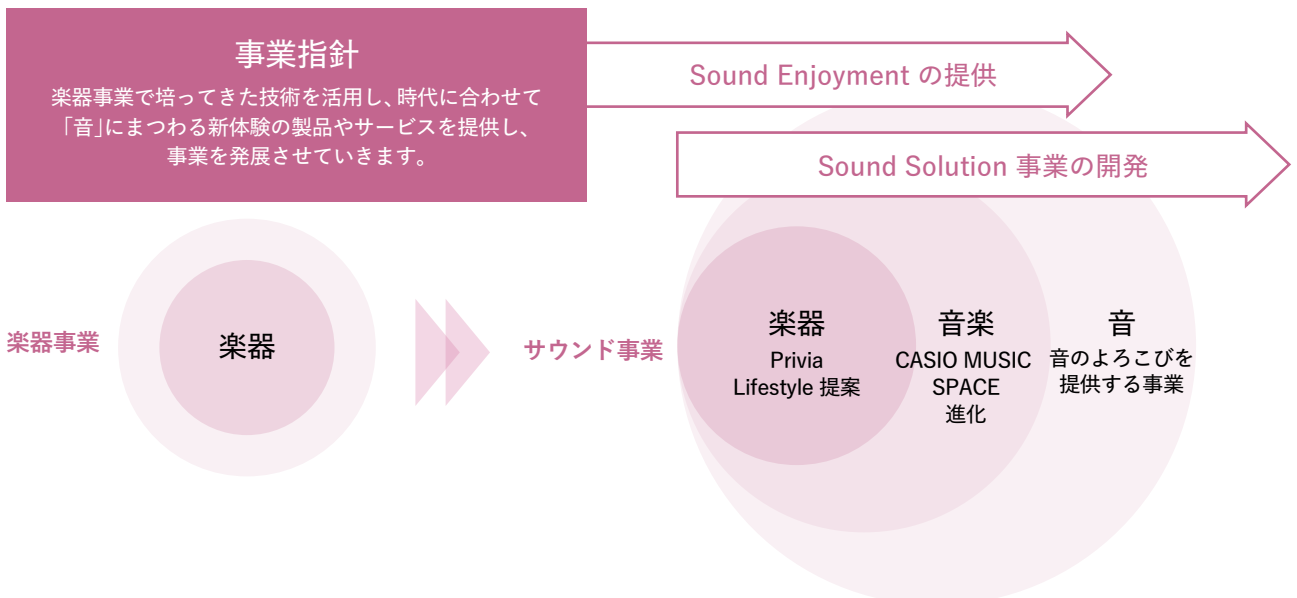 事業指針
楽器事業で培ってきた技術を活用し、時代に合わせて
「音」にまつわる新体験の製品やサービスを提供し、
事業を発展させていきます。
Sound Enjoyment の提供
Sound Solution 事業の開発
楽器事業
楽器
サウンド事業
楽器
Privia
Lifestyle 提案
音楽
CASIO MUSIC
SPACE
進化
音
音のよろこびを
提供する事業